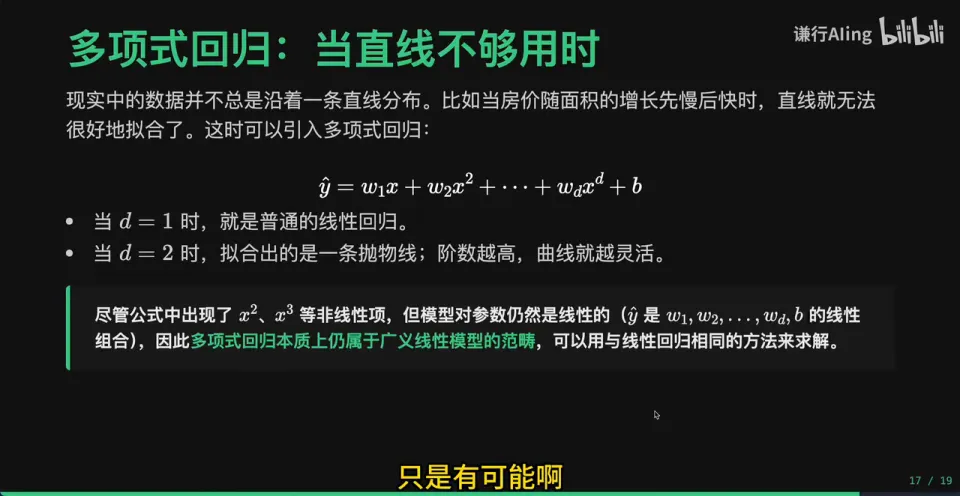 谦行AIing bilibili
多项式回归：当直线不够用时
现实中的数据并不总是沿着一条直线分布。比如当房价随面积的增长先慢后快时，直线就无法
很好地拟合了。这时可以引入多项式回归：
ŷ = w₁x + w₂x² + ⋯ + w_dx^d + b
• 当 d = 1 时，就是普通的线性回归。
• 当 d = 2 时，拟合出的是一条抛物线；阶数越高，曲线就越灵活。
尽管公式中出现了 x²、x³ 等非线性项，但模型对参数仍然是线性的（ŷ 是 w₁, w₂, . . . , w_d, b 的线性
组合），因此多项式回归本质上仍属于广义线性模型的范畴，可以用与线性回归相同的方法来求解。
只是有可能啊
17 / 19